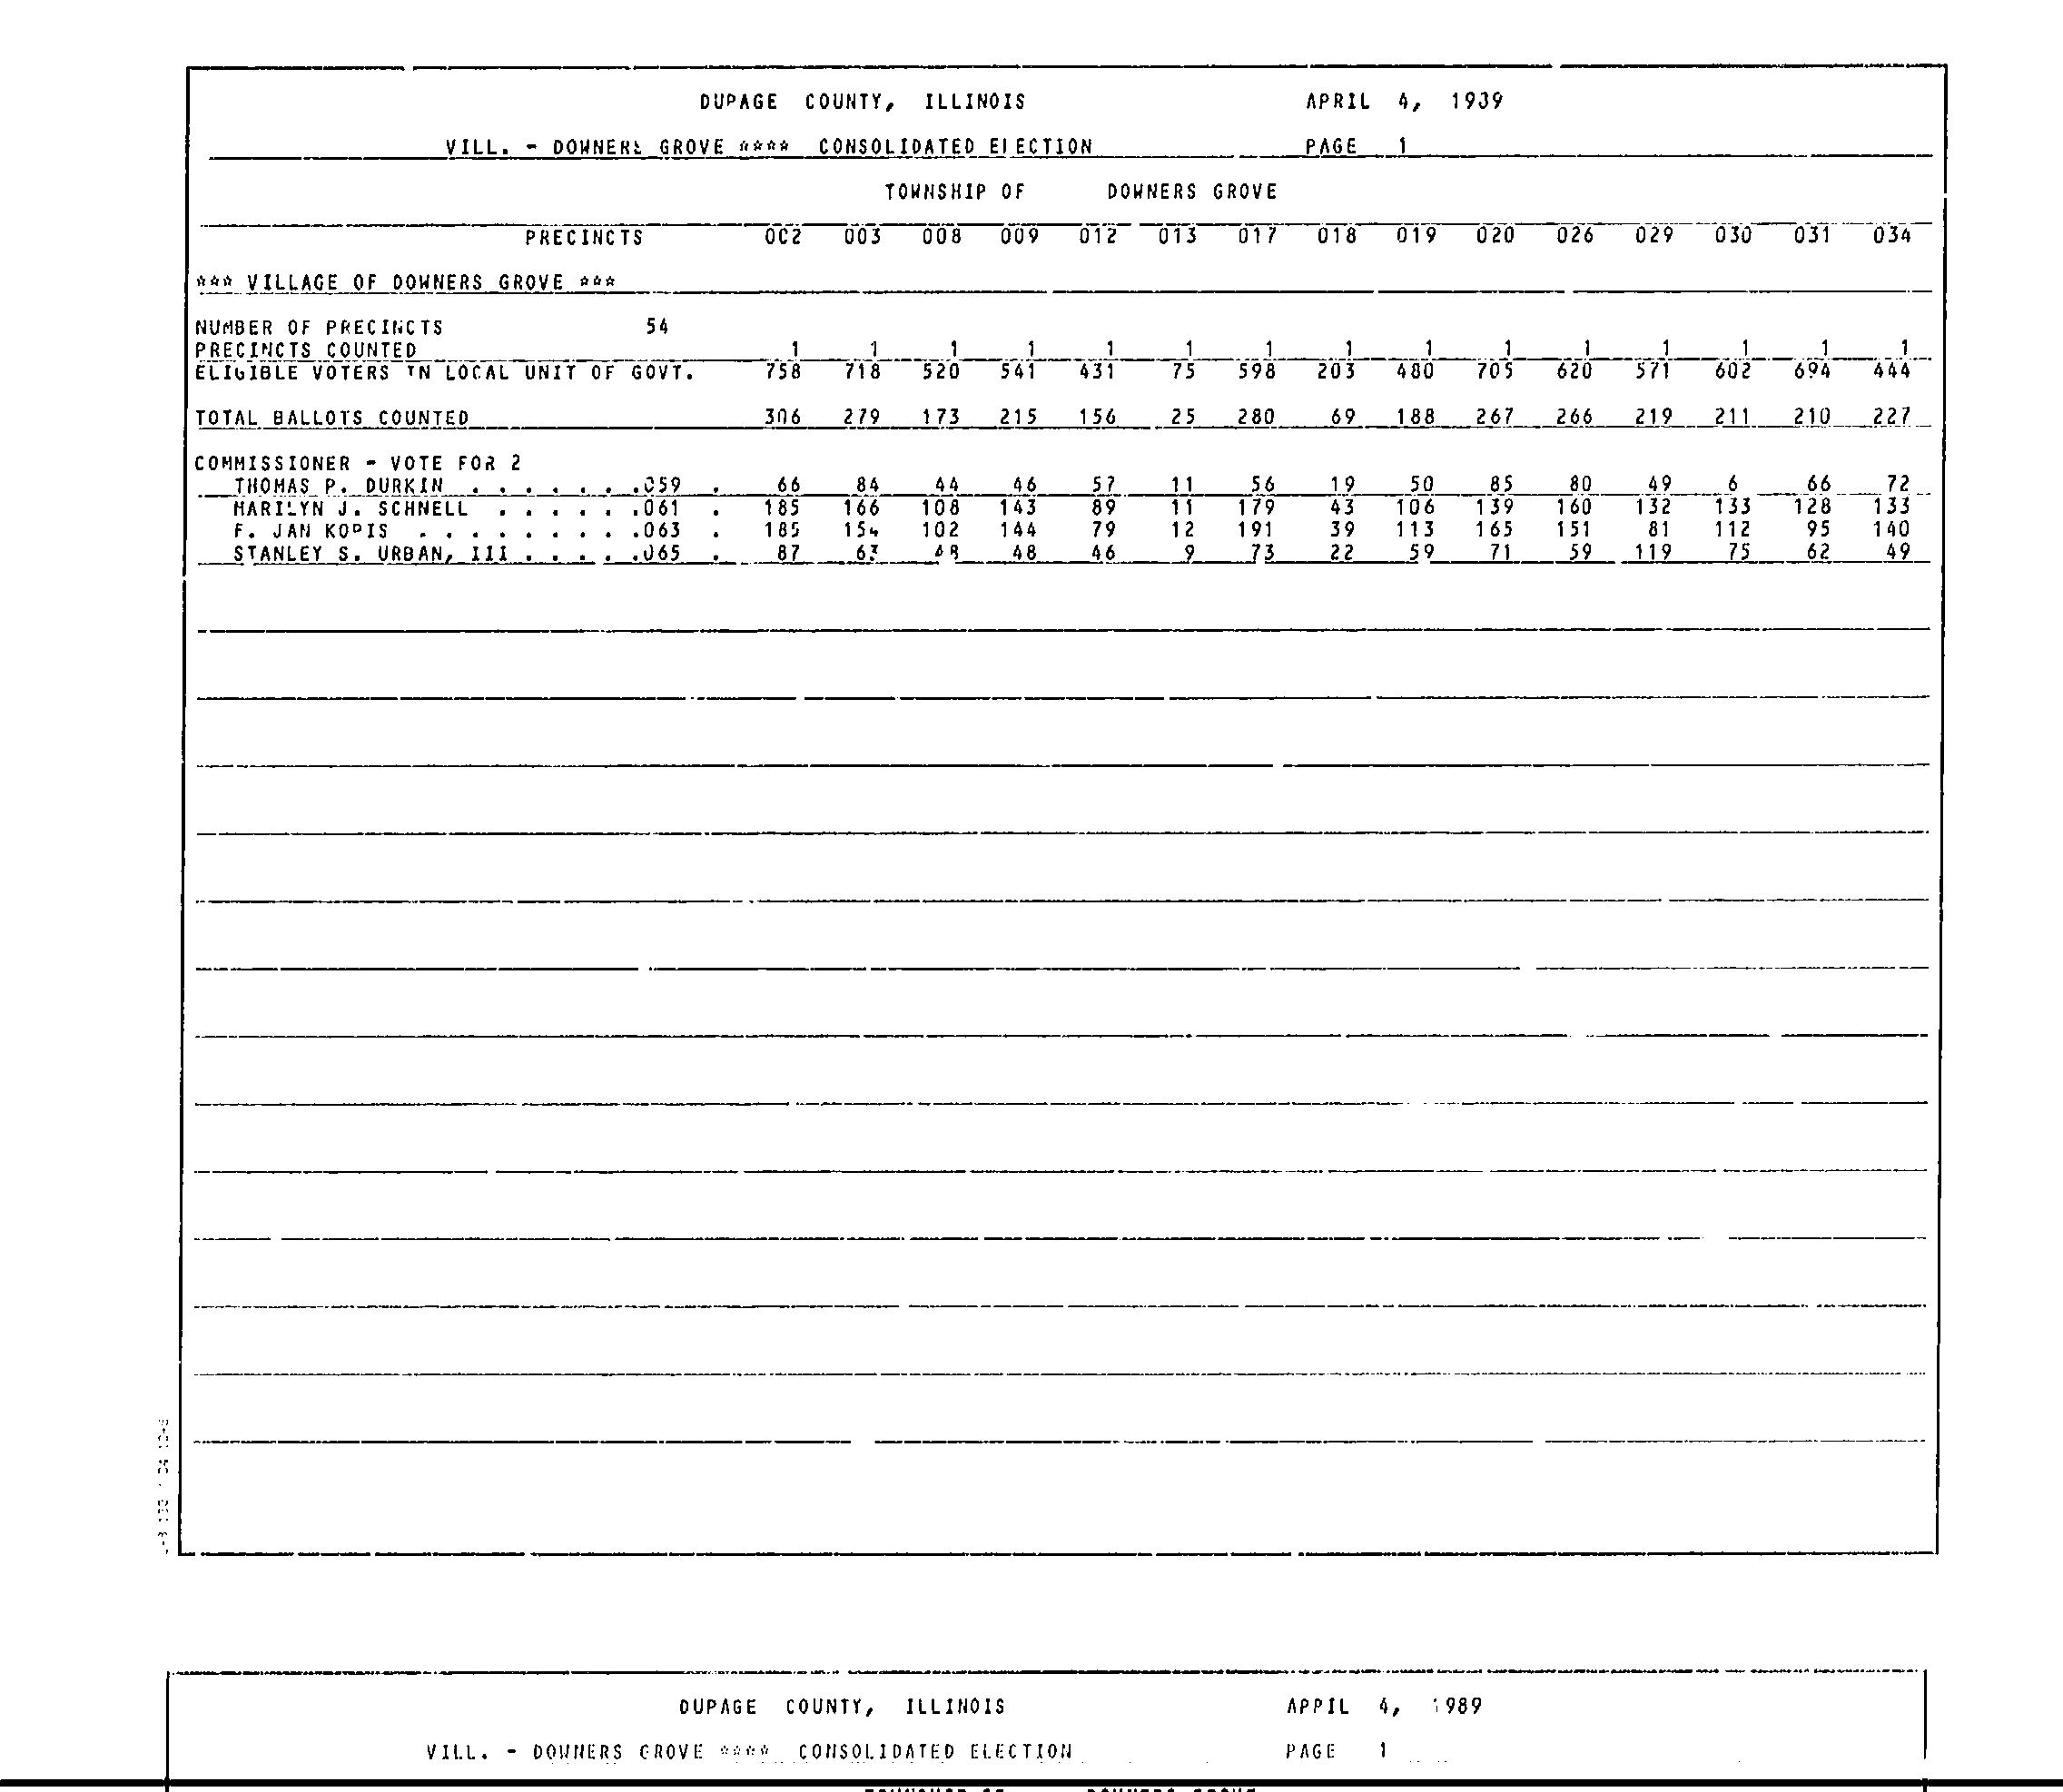 DUPAGE COUNTY, ILLINOIS APRIL 4, 1939
VILL. - DOWNERS GROVE **** CONSOLIDATED ELECTION PAGE 1
TOWNSHIP OF DOWNERS GROVE
PRECINCTS 002 003 008 009 012 013 017 018 019 020 026 029 030 031 034
*** VILLAGE OF DOWNERS GROVE ***
NUMBER OF PRECINCTS 54
PRECINCTS COUNTED 1 1 1 1 1 1 1 1 1 1 1 1 1 1 1
ELIGIBLE VOTERS IN LOCAL UNIT OF GOVT. 758 718 520 541 431 75 598 203 480 705 620 571 602 694 444
TOTAL BALLOTS COUNTED 306 279 173 215 156 25 280 69 188 267 266 219 211 210 227
COMMISSIONER - VOTE FOR 2
THOMAS P. DURKIN . . . . . . .059 . 66 84 44 46 57 11 56 19 50 85 80 49 6 66 72
MARILYN J. SCHNELL . . . . . .061 . 185 166 108 143 89 11 179 43 106 139 160 132 133 128 133
F. JAN KOPIS . . . . . . . . .063 . 185 154 102 144 79 12 191 39 113 165 151 81 112 95 140
STANLEY S. URBAN, III . . . . .065 . 87 63 48 48 46 9 73 22 59 71 59 119 75 62 49
DUPAGE COUNTY, ILLINOIS APRIL 4, 1989
VILL. - DOWNERS GROVE **** CONSOLIDATED ELECTION PAGE 1